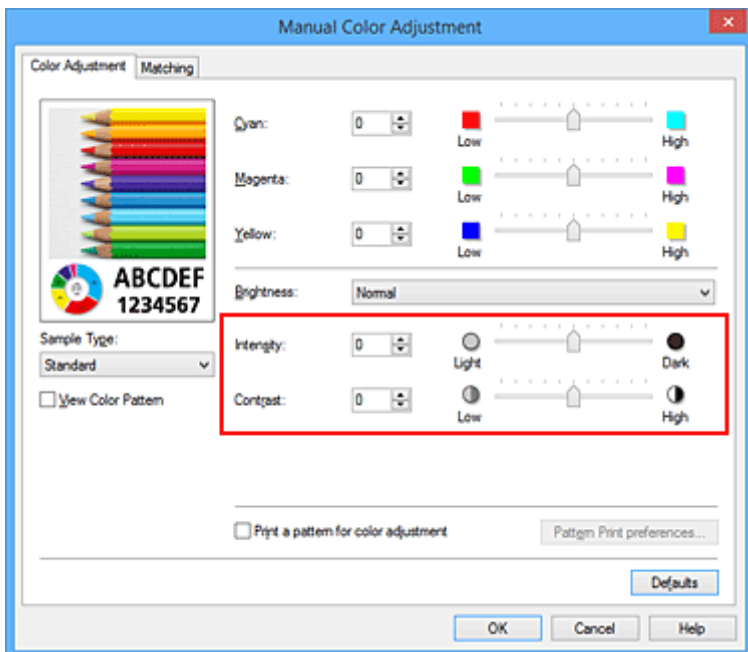 Manual Color Adjustment
Color Adjustment Matching
Cyan: 0 Low High
Magenta: 0 Low High
Yellow: 0 Low High
ABCDEF
1234567
Brightness: Normal
Sample Type:
Standard
Intensity: 0 Light Dark
View Color Pattern
Contrast: 0 Low High
Print a pattern for color adjustment Pattern Print preferences...
Defaults
OK Cancel Help